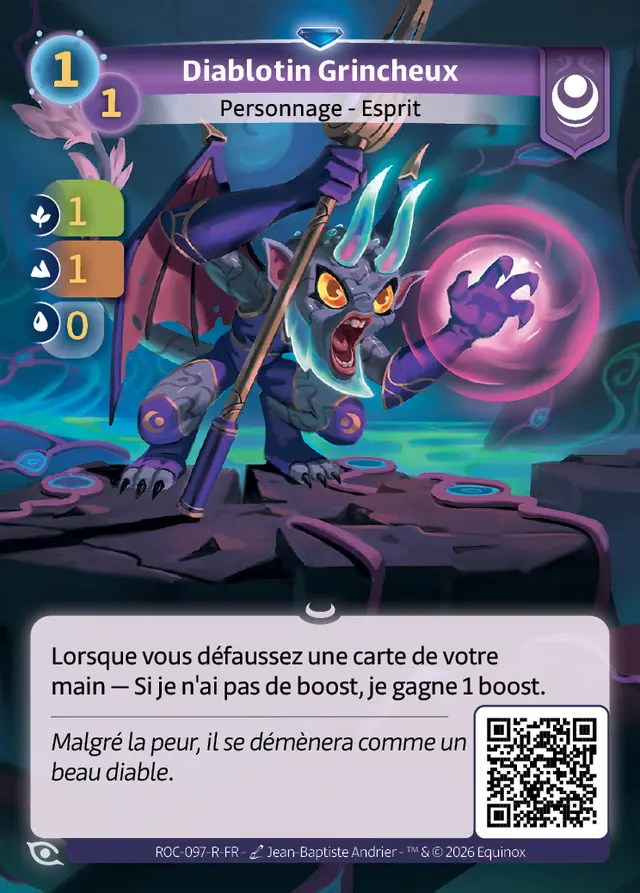 1
Diablotin Grincheux
1
Personnage - Esprit
1
1
0
Lorsque vous défaussez une carte de votre
main — Si je n'ai pas de boost, je gagne 1 boost.
Malgré la peur, il se démènera comme un
beau diable.
ROC-097-R-FR - Jean-Baptiste Andrier - ™ & © 2026 Equinox